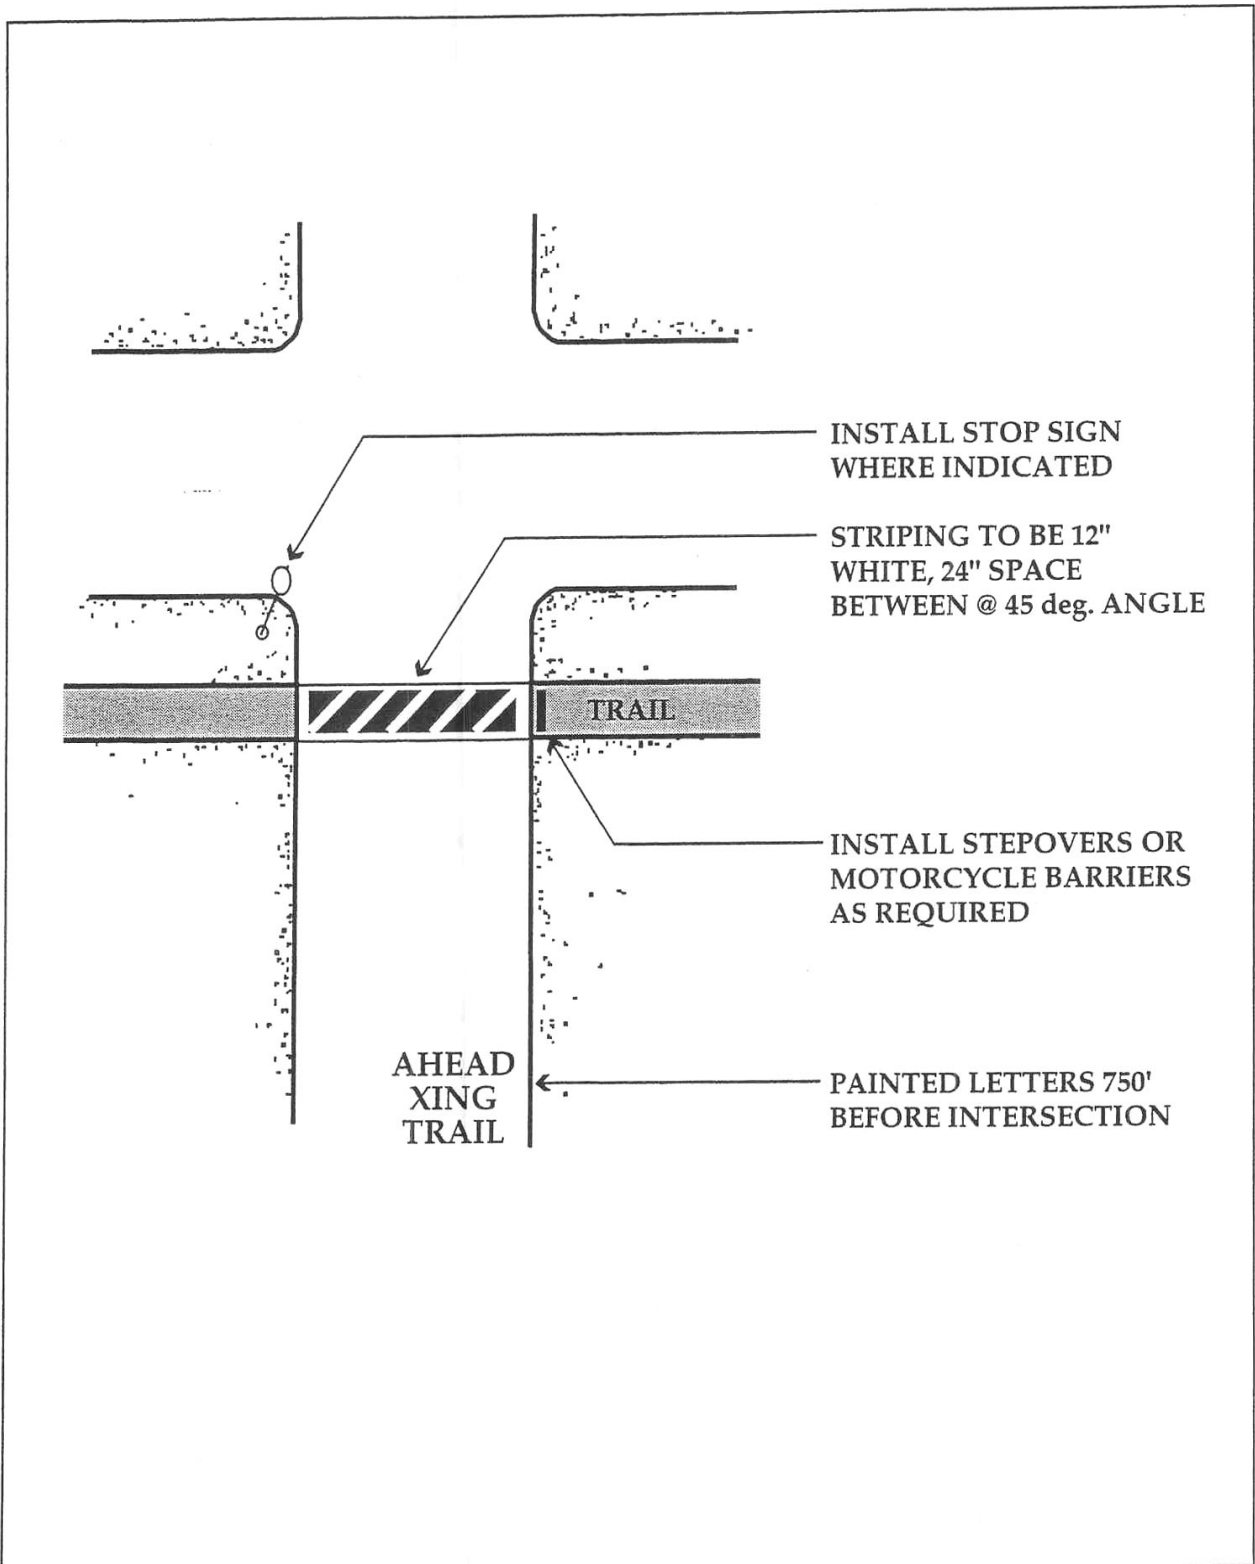 INSTALL STOP SIGN
WHERE INDICATED
STRIPING TO BE 12"
WHITE, 24" SPACE
BETWEEN @ 45 deg. ANGLE
TRAIL
INSTALL STEPOVERS OR
MOTORCYCLE BARRIERS
AS REQUIRED
AHEAD
XING
TRAIL
PAINTED LETTERS 750'
BEFORE INTERSECTION